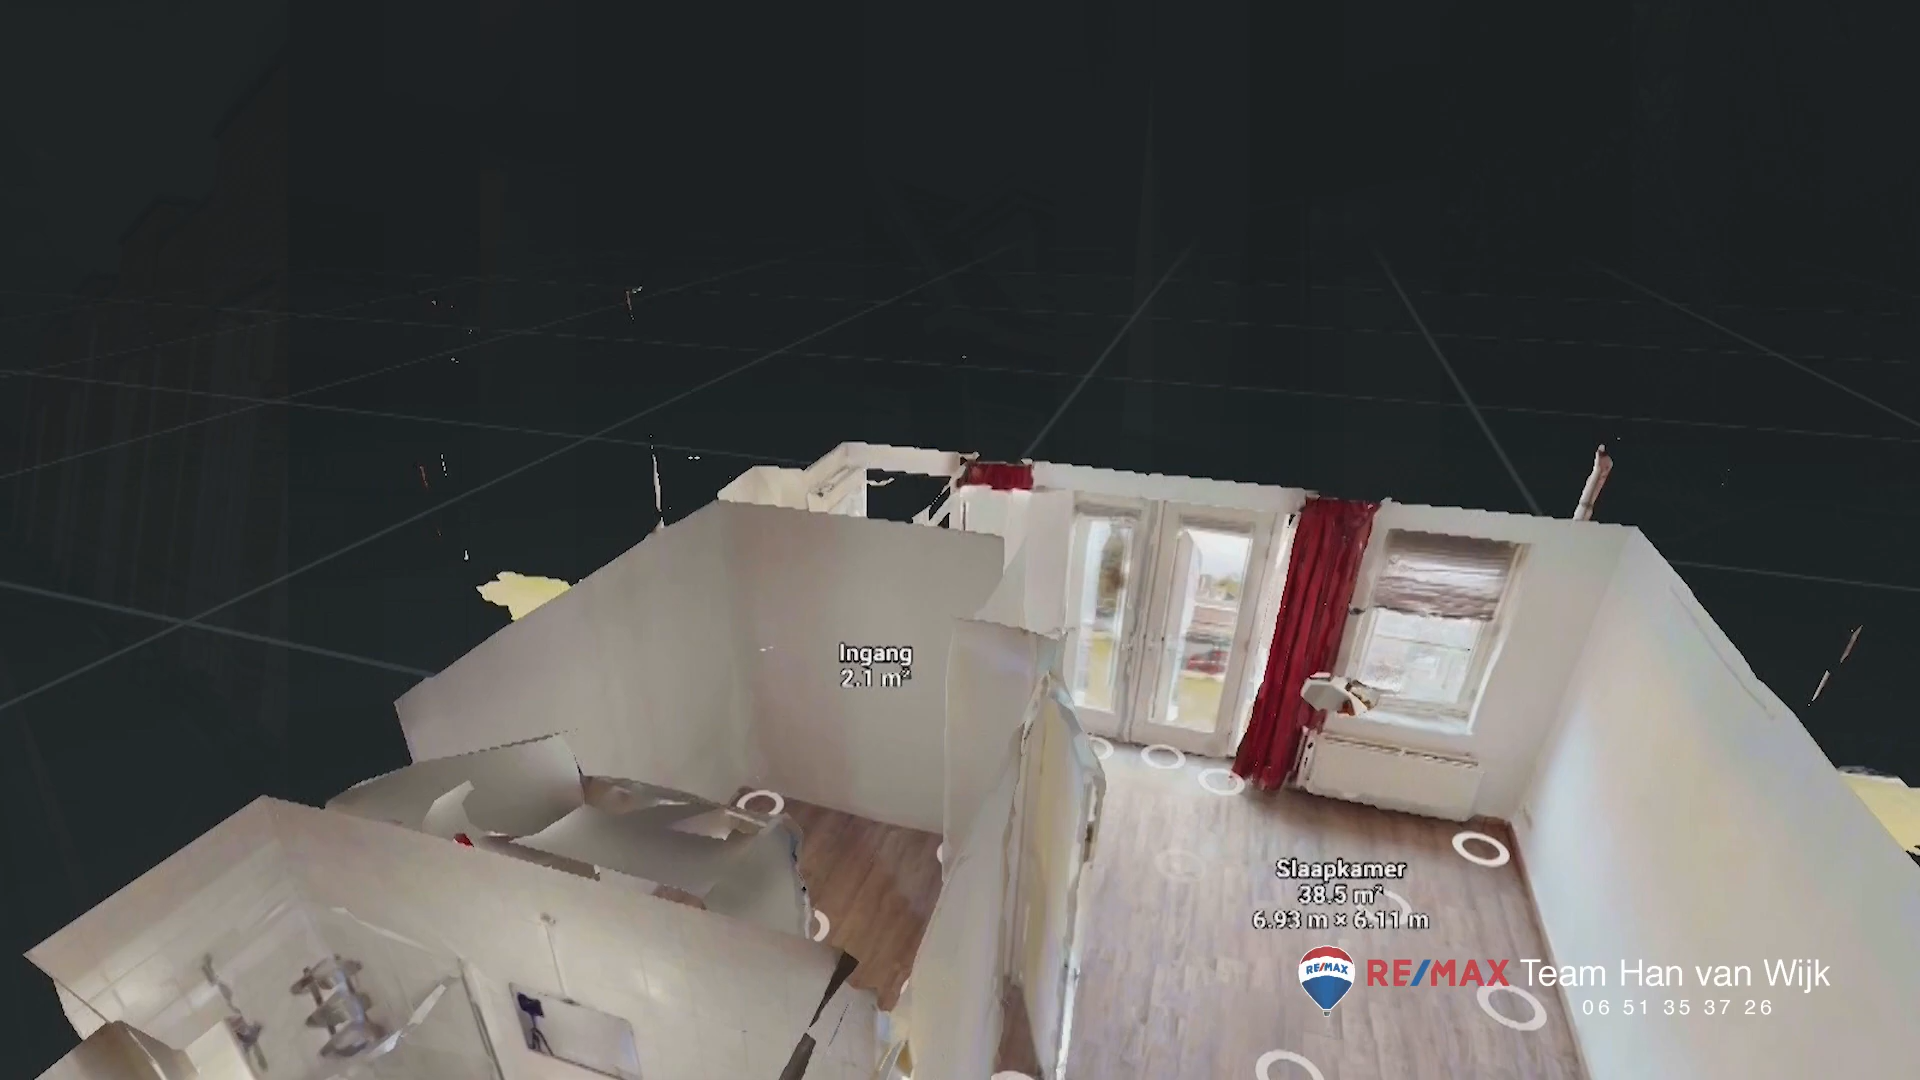 Ingang
2.1 m²
Slaapkamer
38.5 m²
6.93 m × 6.11 m
RE/MAX
RE/MAX Team Han van Wijk
06 51 35 37 26